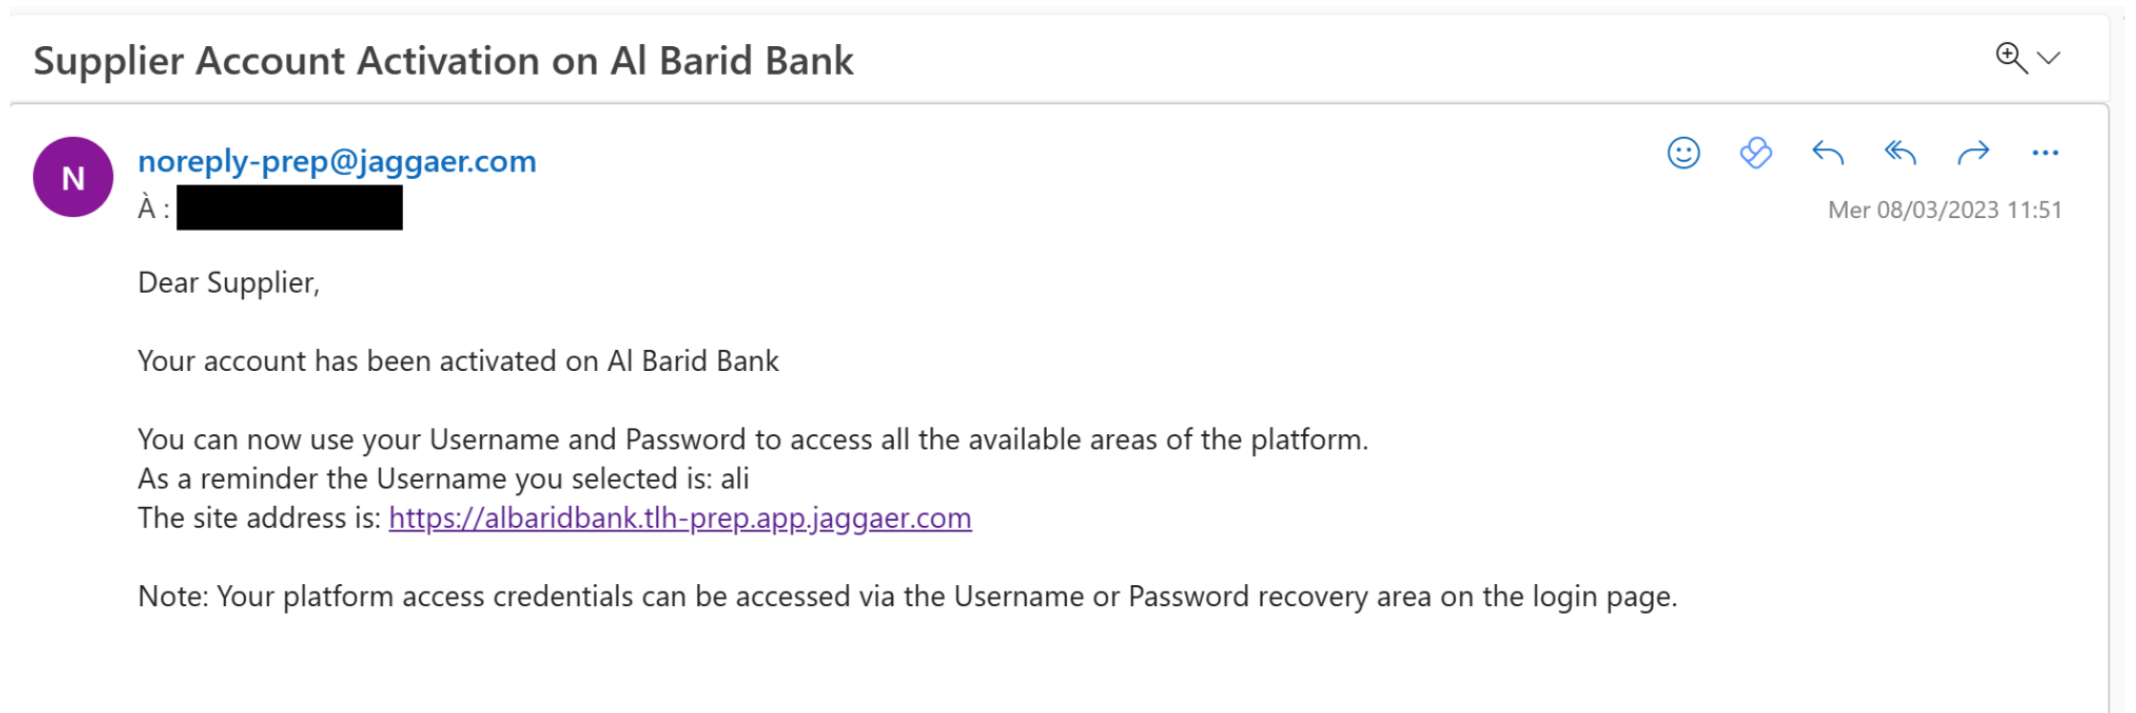 Supplier Account Activation on Al Barid Bank
N
noreply-prep@jaggaer.com
À :
Mer 08/03/2023 11:51
Dear Supplier,
Your account has been activated on Al Barid Bank
You can now use your Username and Password to access all the available areas of the platform.
As a reminder the Username you selected is: ali
The site address is: https://albaridbank.tlh-prep.app.jaggaer.com
Note: Your platform access credentials can be accessed via the Username or Password recovery area on the login page.